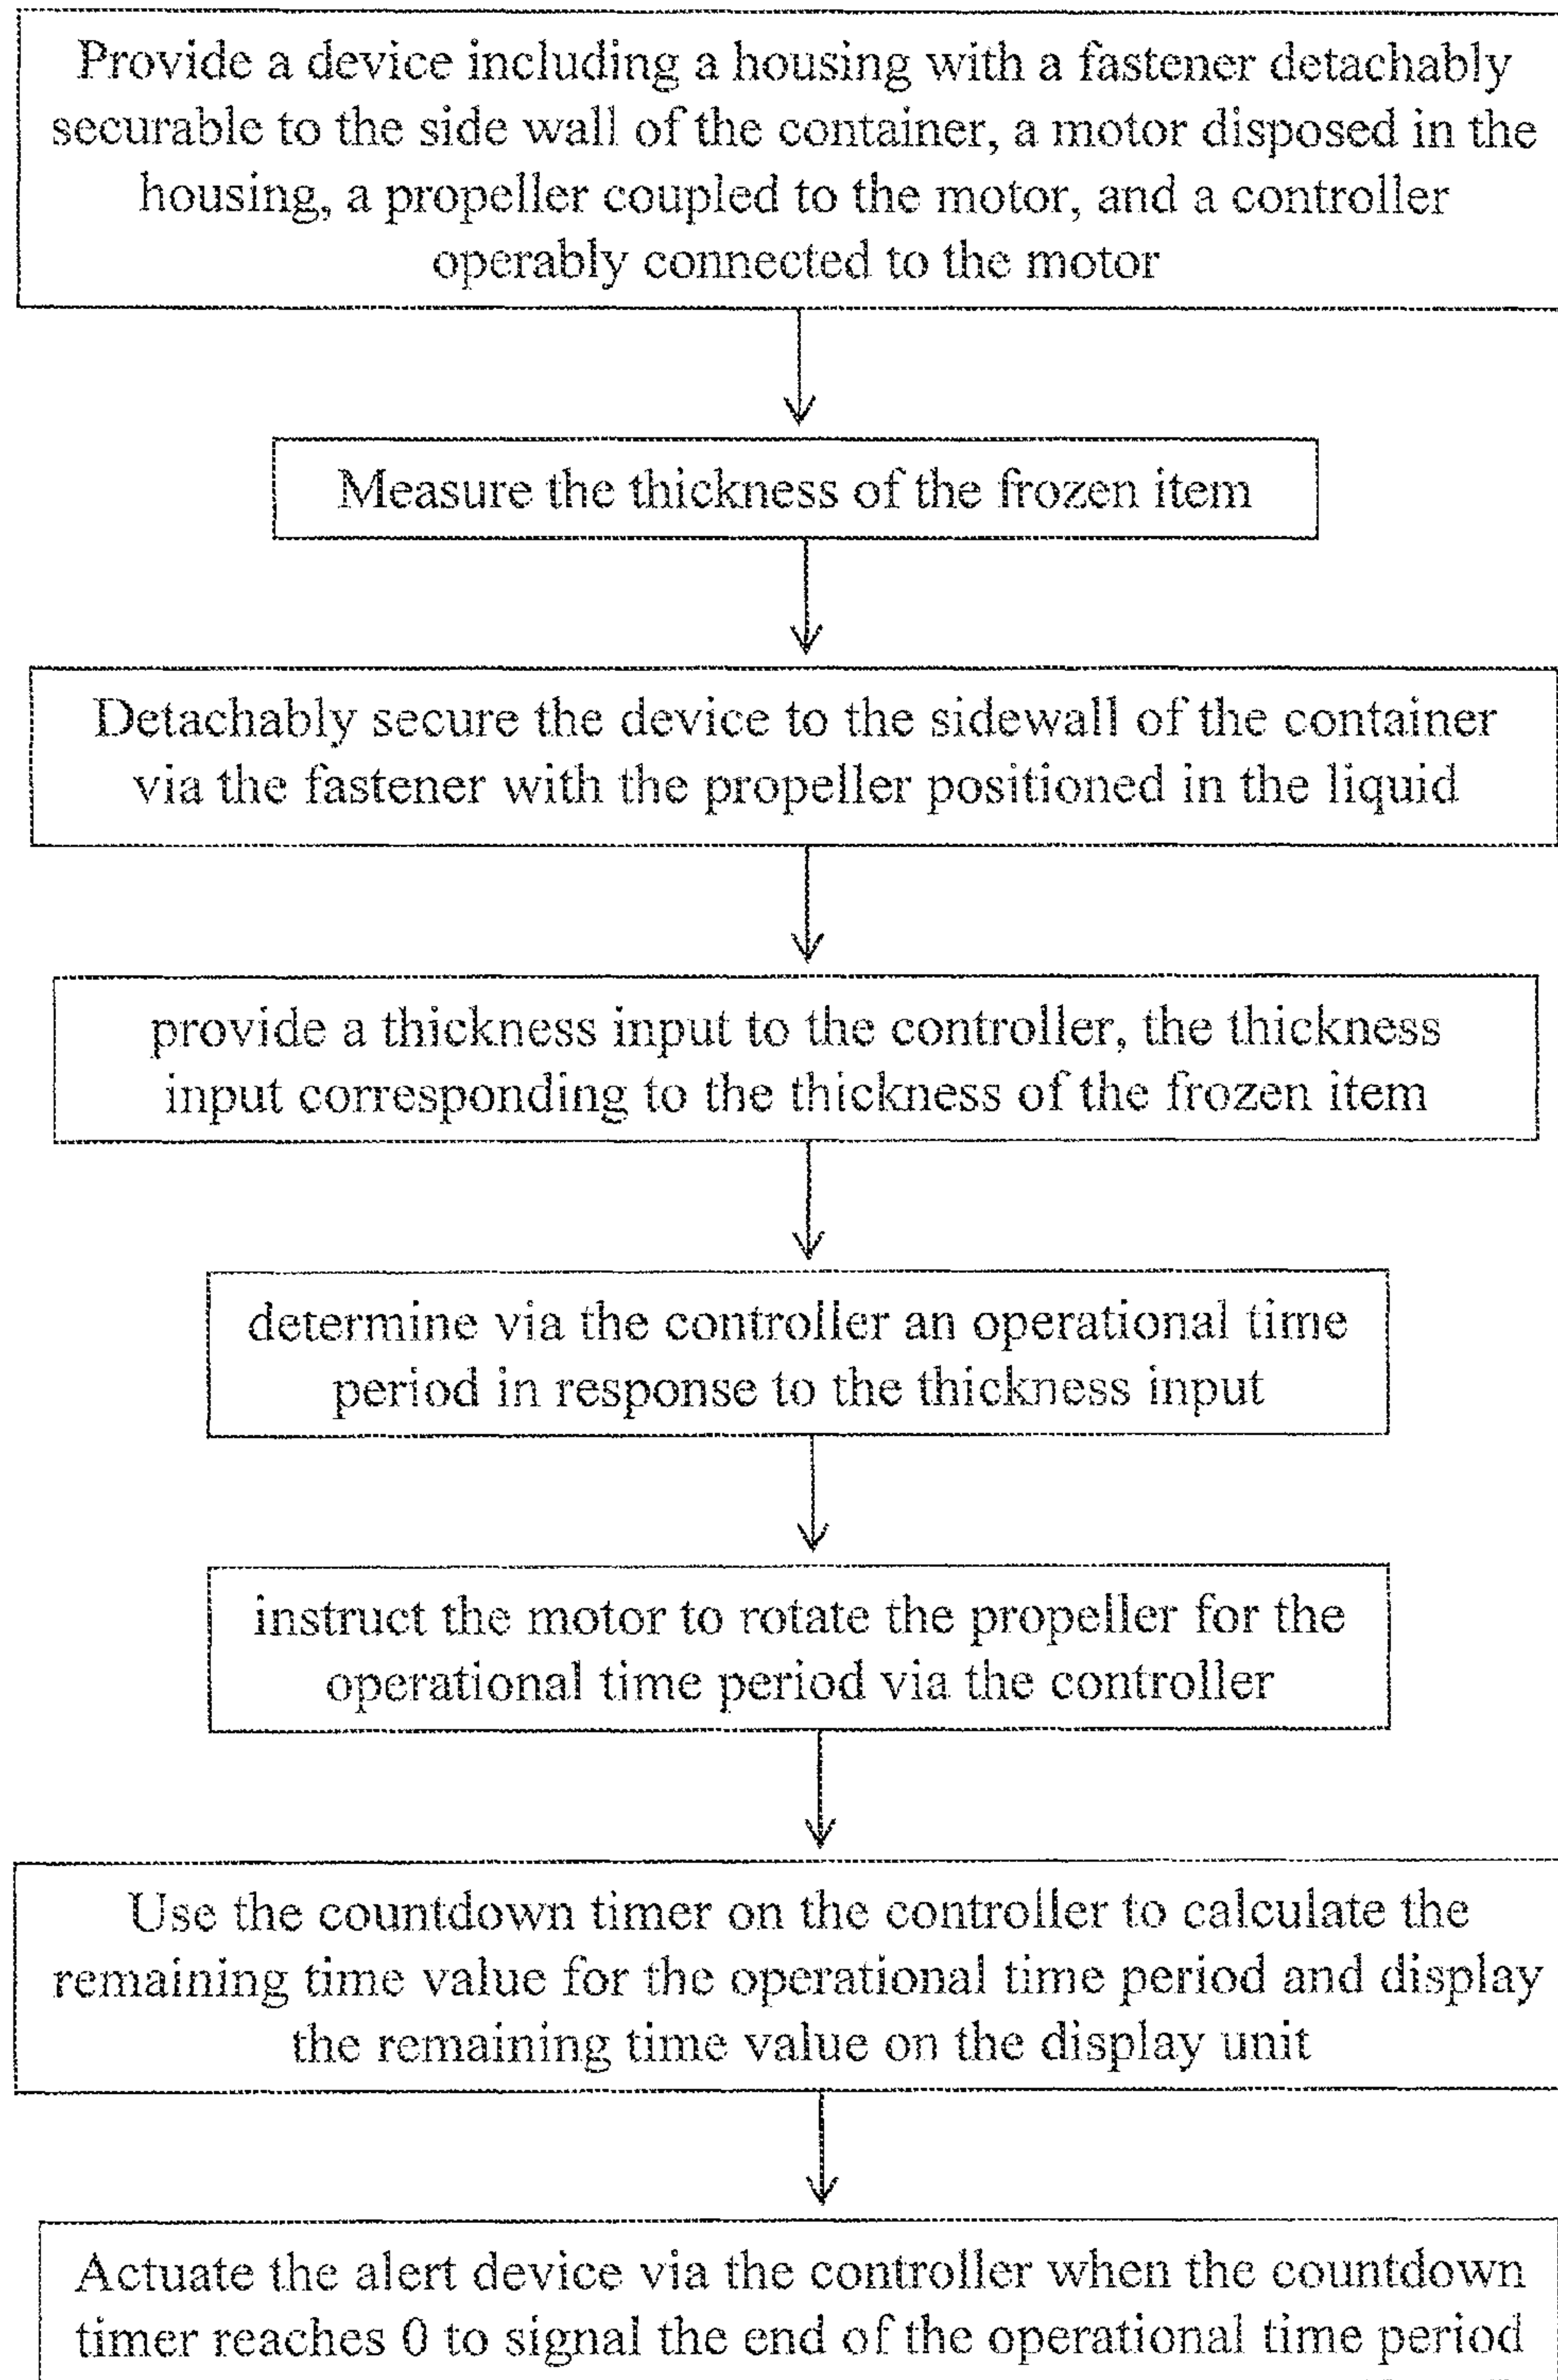 Provide a device including a housing with a fastener detachably
securable to the side wall of the container, a motor disposed in the
housing, a propeller coupled to the motor, and a controller
operably connected to the motor
Measure the thickness of the frozen item
Detachably secure the device to the sidewall of the container
via the fastener with the propeller positioned in the liquid
provide a thickness input to the controller, the thickness
input corresponding to the thickness of the frozen item
determine via the controller an operational time
period in response to the thickness input
instruct the motor to rotate the propeller for the
operational time period via the controller
Use the countdown timer on the controller to calculate the
remaining time value for the operational time period and display
the remaining time value on the display unit
Actuate the alert device via the controller when the countdown
timer reaches 0 to signal the end of the operational time period